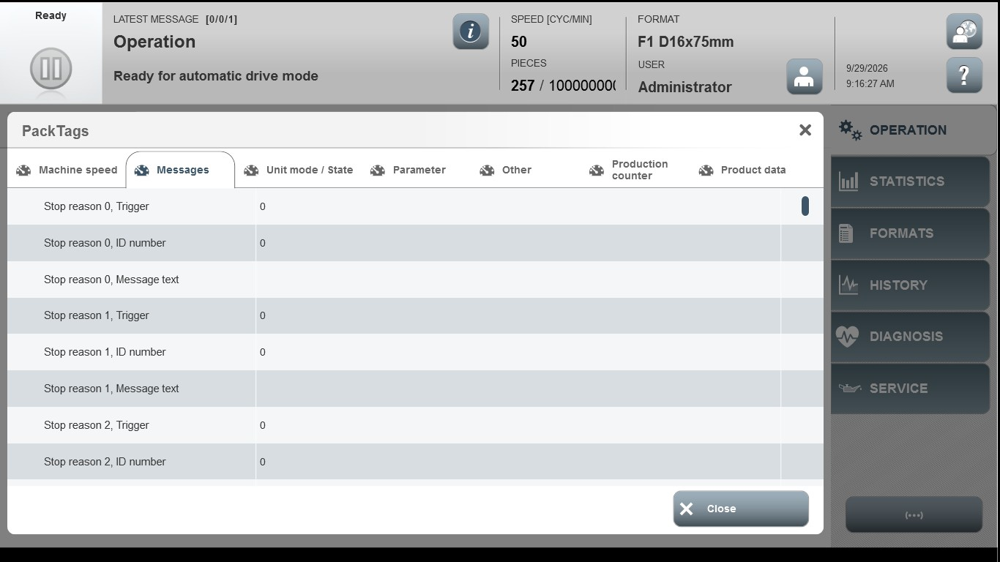 Ready
LATEST MESSAGE [0/0/1]
Operation
Ready for automatic drive mode
i
SPEED [CYC/MIN]
50
PIECES
257 / 10000000
FORMAT
F1 D16x75mm
USER
Administrator
9/29/2026
9:16:27 AM
?
PackTags
Machine speed
Messages
Unit mode / State
Parameter
Other
Production
counter
Product data
Stop reason 0, Trigger 0
Stop reason 0, ID number 0
Stop reason 0, Message text
Stop reason 1, Trigger 0
Stop reason 1, ID number 0
Stop reason 1, Message text
Stop reason 2, Trigger 0
Stop reason 2, ID number 0
Close
OPERATION
STATISTICS
FORMATS
HISTORY
DIAGNOSIS
SERVICE
(•••)